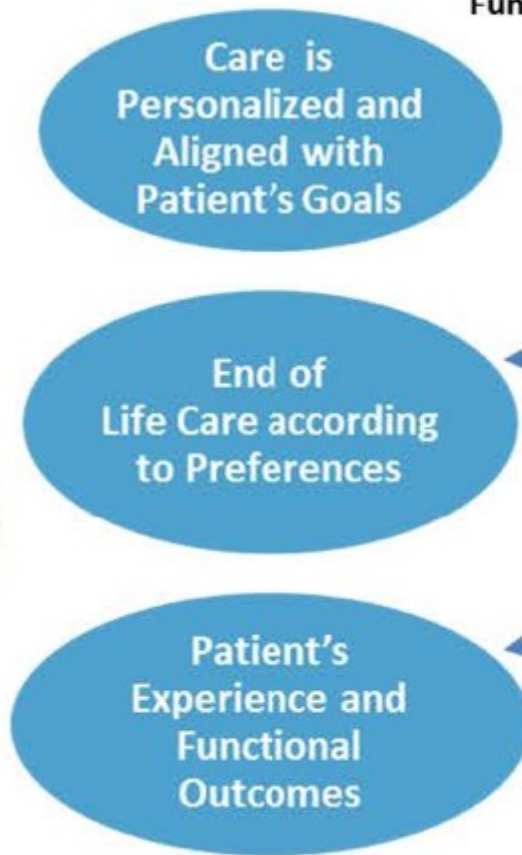 Care is
Personalized and
Aligned with
Patient's Goals
End of
Life Care according
to Preferences
Patient's
Experience and
Functional
Outcomes